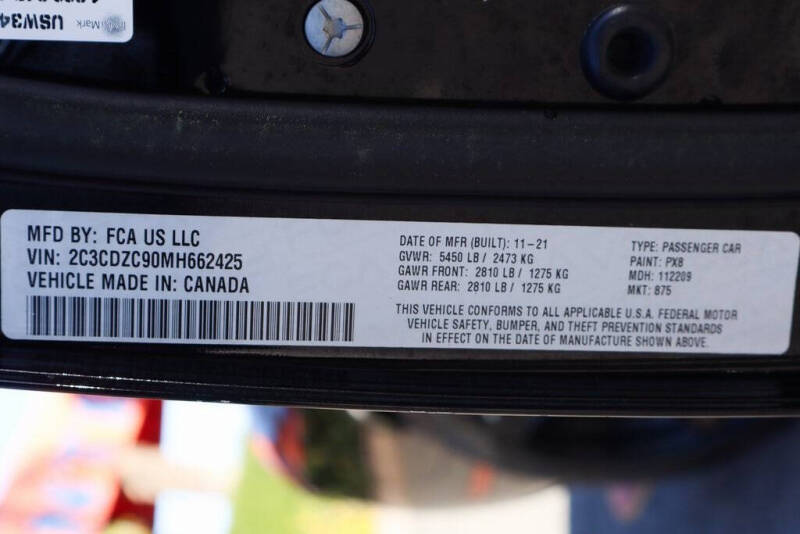 USW34
Mark
MFD BY: FCA US LLC
VIN: 2C3CDZC90MH662425
VEHICLE MADE IN: CANADA
DATE OF MFR (BUILT): 11-21
GVWR: 5450 LB / 2473 KG
GAWR FRONT: 2810 LB / 1275 KG
GAWR REAR: 2810 LB / 1275 KG
TYPE: PASSENGER CAR
PAINT: PX8
MDH: 112209
MKT: 875
THIS VEHICLE CONFORMS TO ALL APPLICABLE U.S.A. FEDERAL MOTOR
VEHICLE SAFETY, BUMPER, AND THEFT PREVENTION STANDARDS
IN EFFECT ON THE DATE OF MANUFACTURE SHOWN ABOVE.